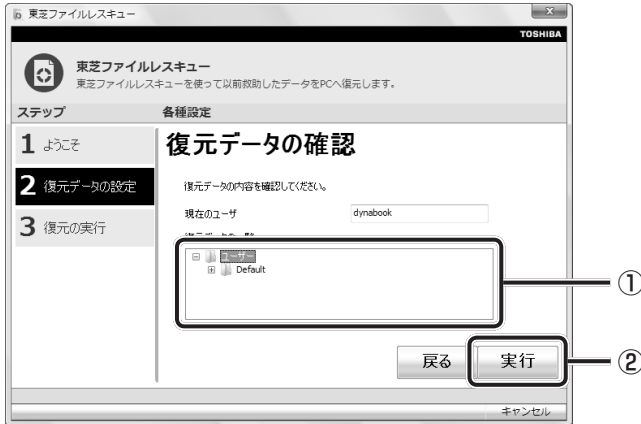 東芝ファイルレスキュー
TOSHIBA
東芝ファイルレスキュー
東芝ファイルレスキューを使って以前救助したデータをPCへ復元します。
ステップ 各種設定
1 ようこそ
2 復元データの設定
3 復元の実行
復元データの確認
復元データの内容を確認してください。
現在のユーザ dynabook
ユーザー
Default
①
戻る 実行
②
キャンセル